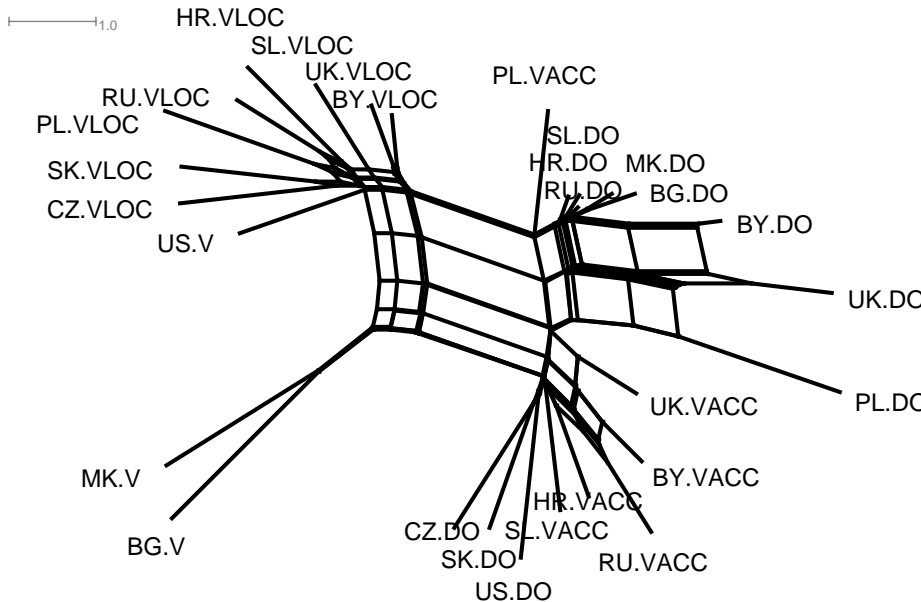 1.0
HR.VLOC
SL.VLOC
UK.VLOC
BY.VLOC
RU.VLOC
PL.VLOC
SK.VLOC
CZ.VLOC
US.V
PL.VACC
SL.DO
HR.DO
MK.DO
RU.DO
BG.DO
BY.DO
UK.DO
PL.DO
UK.VACC
BY.VACC
MK.V
BG.V
HR.VACC
CZ.DO
SL.VACC
SK.DO
RU.VACC
US.DO